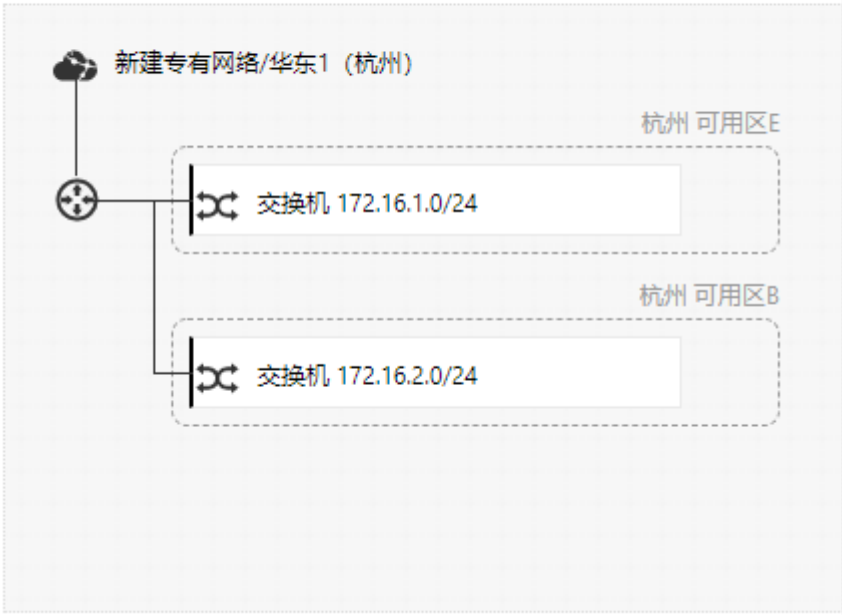 新建专有网络/华东1（杭州）
杭州 可用区E
交换机 172.16.1.0/24
杭州 可用区B
交换机 172.16.2.0/24